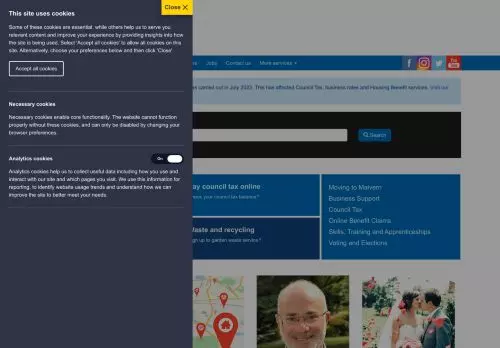 Close X
This site uses cookies
Some of these cookies are essential, while others help us to serve you
relevant content and improve your experience by providing insights into
how the site is being used. Select 'Accept all cookies' to allow all cookies on
this site. Alternatively, choose your preferences below and then click 'Close'
Accept all cookies
Necessary cookies
Necessary cookies enable core functionality. The website cannot function
properly without these cookies, and can only be disabled by changing your
browser preferences.
Analytics cookies
On
Analytics cookies help us to collect useful data including how you use and
interact with our site and which pages you visit. We use this information for
reporting, to identify website usage trends and understand how we can
improve the site to better meet your needs.
Jobs
Contact us
More services
carried out in July 2023. This has affected Council Tax, business rates and Housing Benefit services.
Search
ay council tax online
your council tax balance?
aste and recycling
gn up to garden waste service?
Moving to Malvern
Business Support
Council Tax
Online Benefit Claims
Skills, Training and Apprenticeships
Voting and Elections